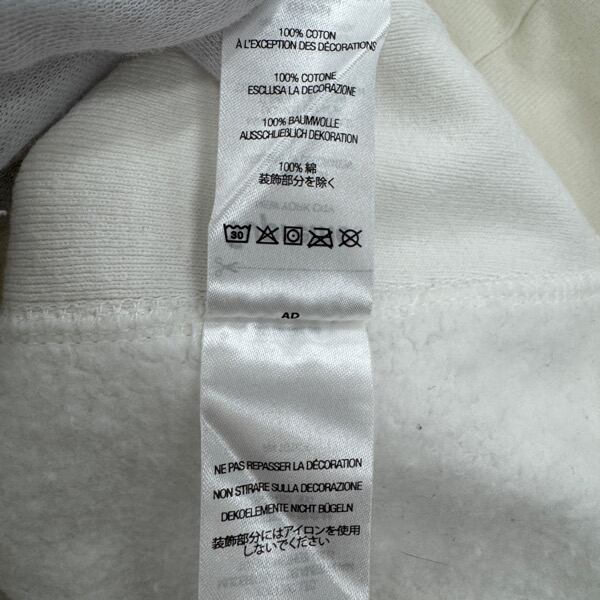 100% COTON
À L'EXCEPTION DES DÉCORATIONS
100% COTONE
ESCLUSA LA DECORAZIONE
100% BAUMWOLLE
AUSSCHLIEẞLICH DEKORATION
100% 綿
装飾部分を除く
30
AD
NE PAS REPASSER LA DÉCORATION
NON STIRARE SULLA DECORAZIONE
DEKOELEMENTE NICHT BÜGELN
装飾部分にはアイロンを使用
しないでください